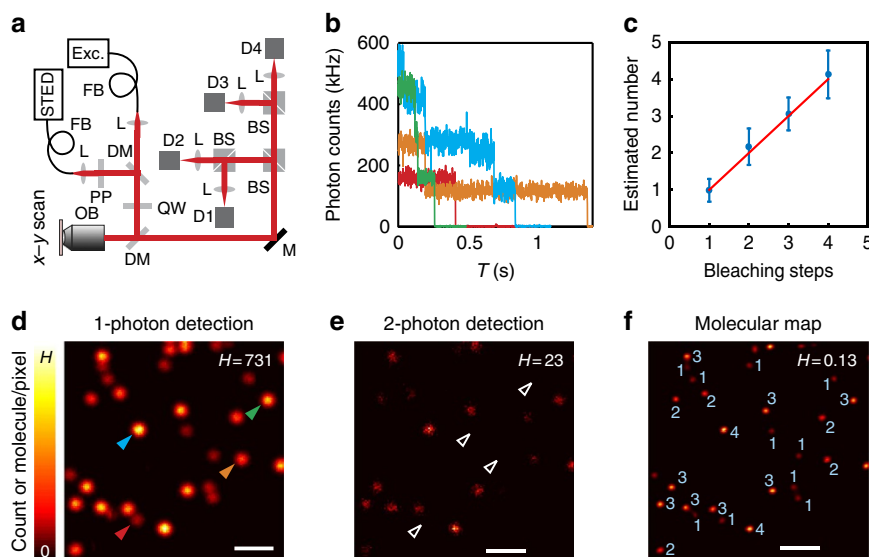 a
Exc.
STED
FB
FB
L
L
DM
PP
OB
QW
DM
x–y scan
D4
L
D3
L
BS
D2
L
BS
BS
L
D1
M
b
Photon counts (kHz)
600
400
200
0
0
0.5
1
T (s)
c
Estimated number
5
4
3
2
1
0
0
1
2
3
4
5
Bleaching steps
d
1-photon detection
H
0
Count or molecule/pixel
H=731
e
2-photon detection
H=23
f
Molecular map
H=0.13
3
1
1
1
1
2
2
3
3
2
4
1
1
2
1
3
3
1
1
3
3
3
1
1
4
2